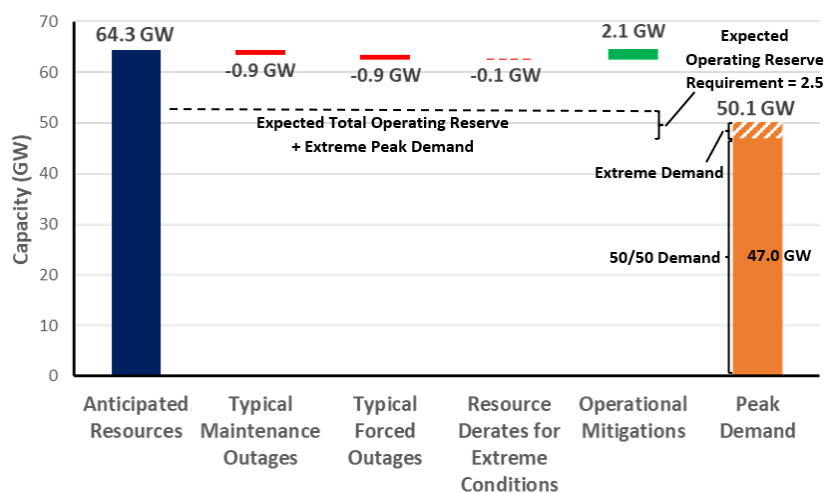 70
60
50
40
30
20
10
0
Capacity (GW)
64.3 GW
-0.9 GW
-0.9 GW
-0.1 GW
2.1 GW
Expected
Operating Reserve
Requirement = 2.5
50.1 GW
Expected Total Operating Reserve
+ Extreme Peak Demand
Extreme Demand
50/50 Demand
47.0 GW
Anticipated
Resources
Typical
Maintenance
Outages
Typical
Forced
Outages
Resource
Derates for
Extreme
Conditions
Operational
Mitigations
Peak
Demand